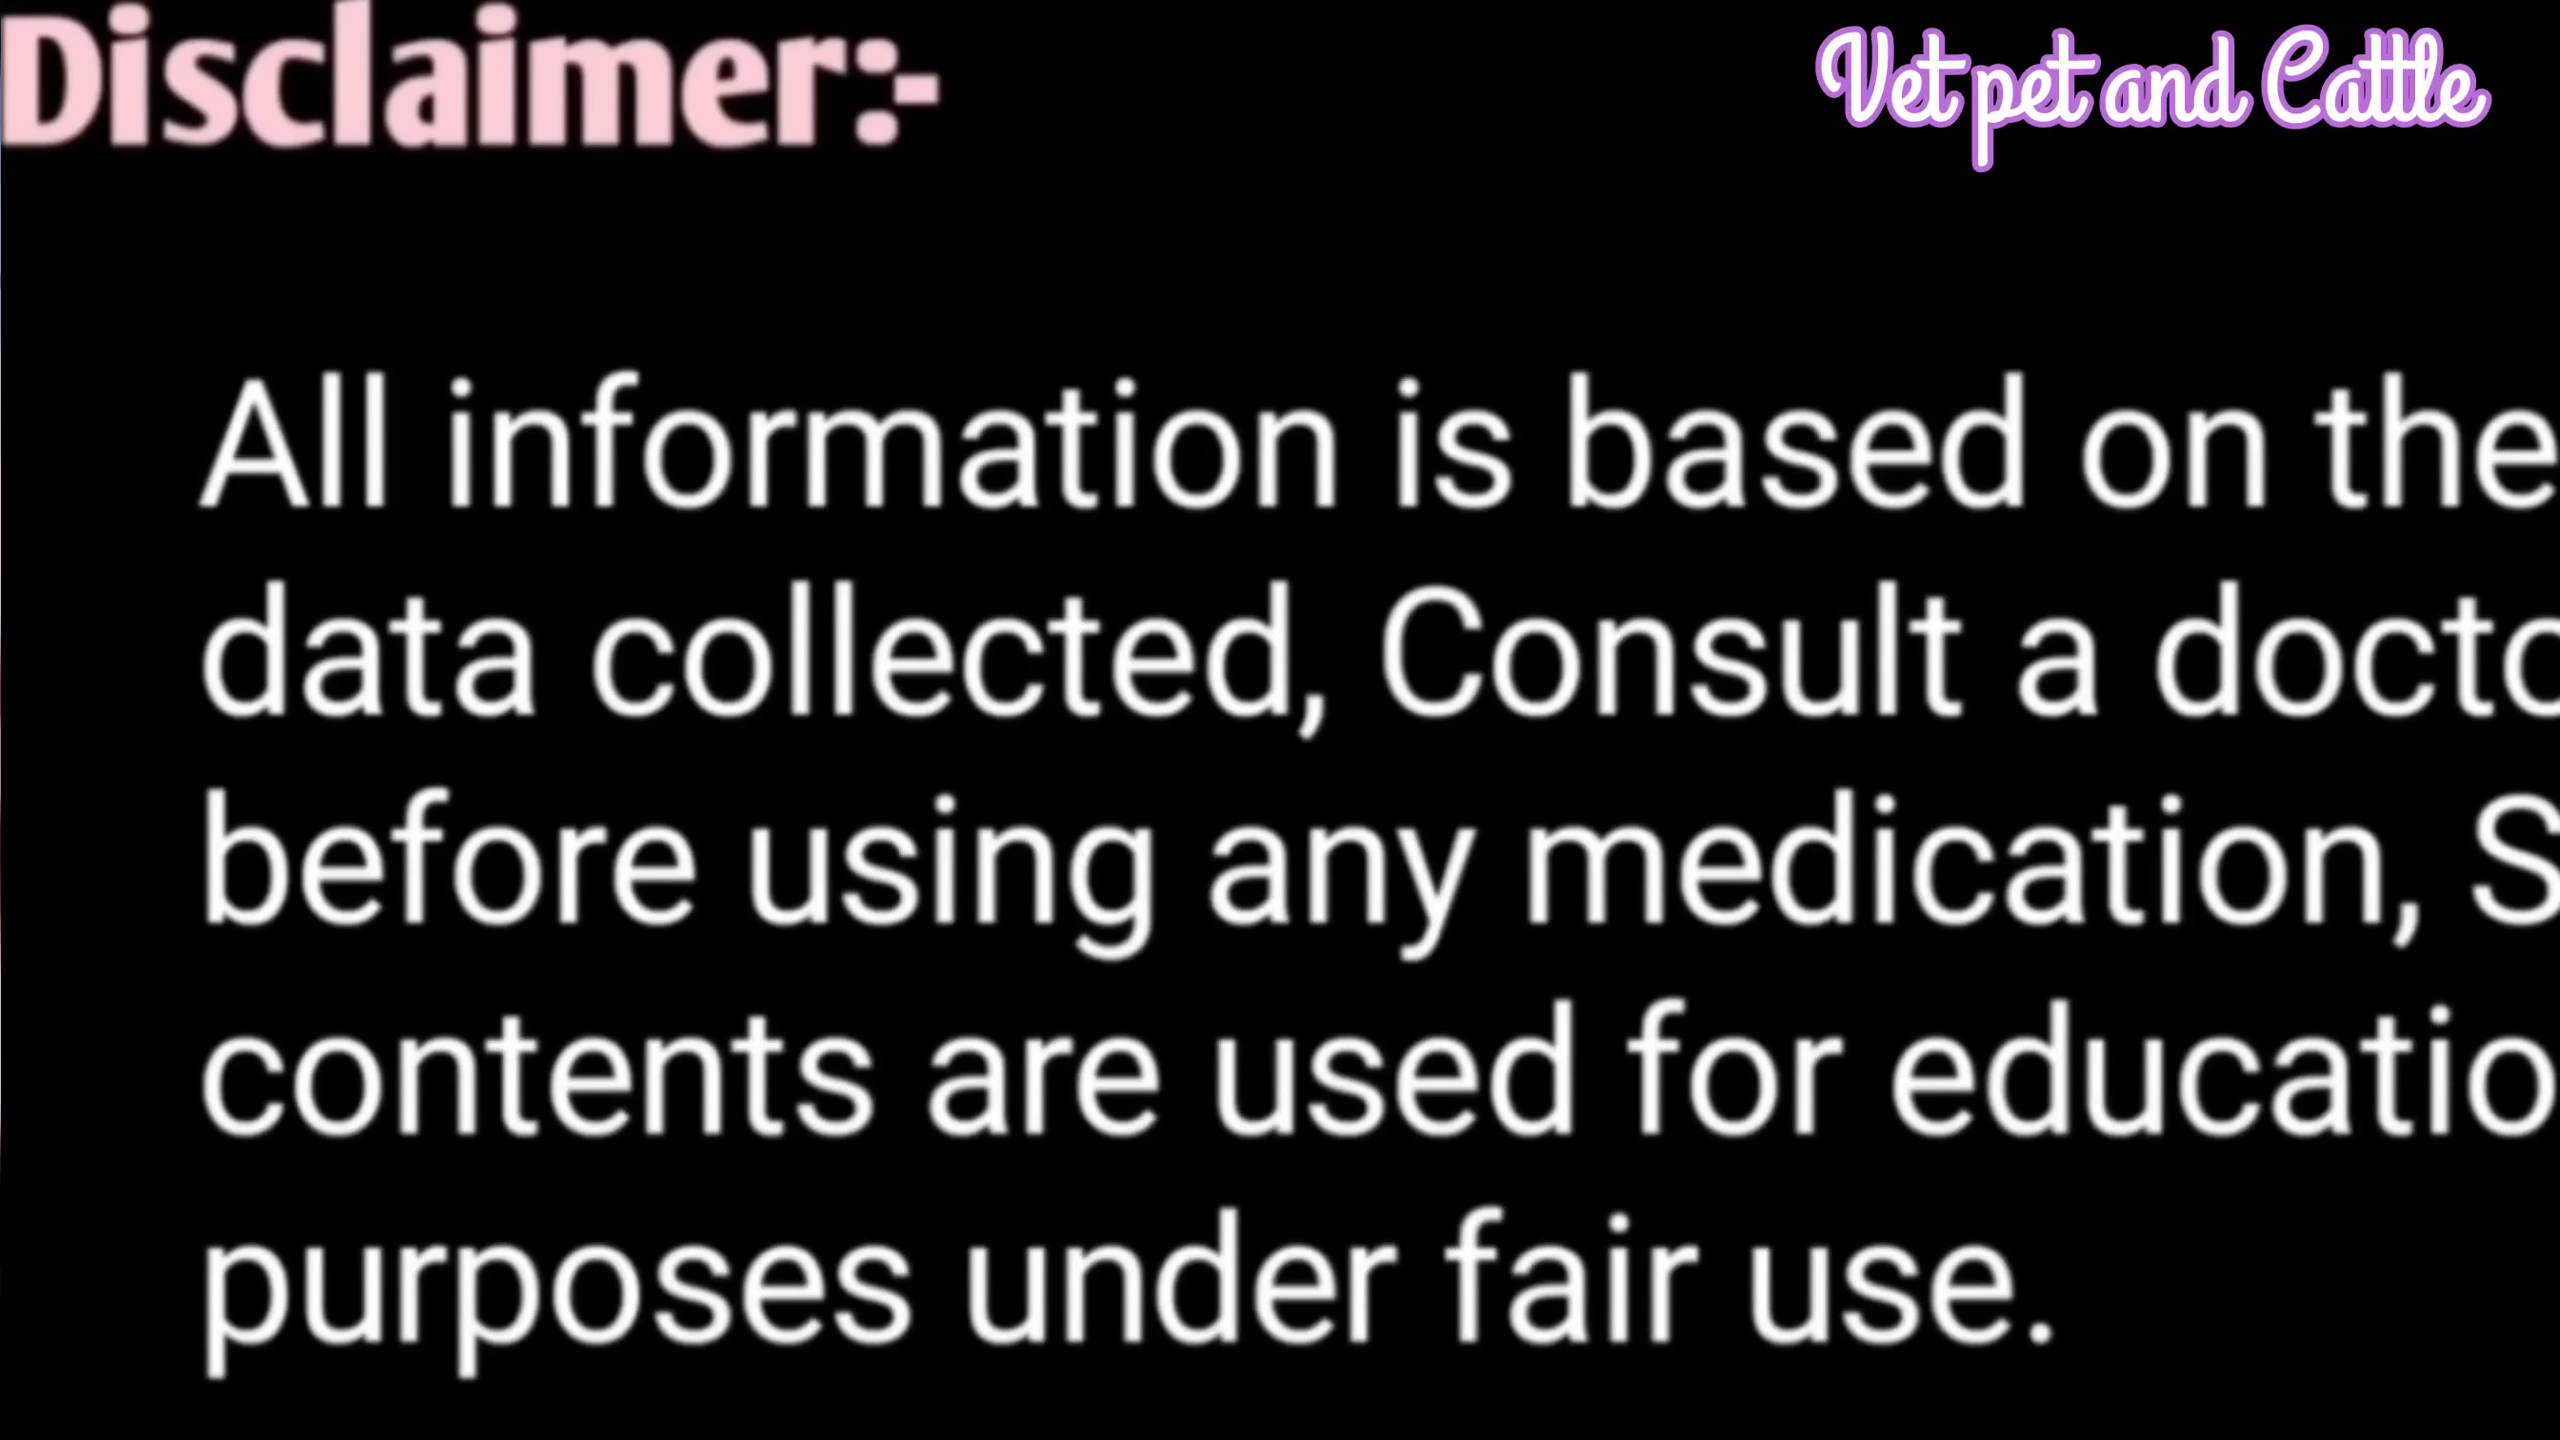 Disclaimer:-
Vet pet and Cattle
All information is based on the
data collected, Consult a docto
before using any medication, S
contents are used for educatio
purposes under fair use.